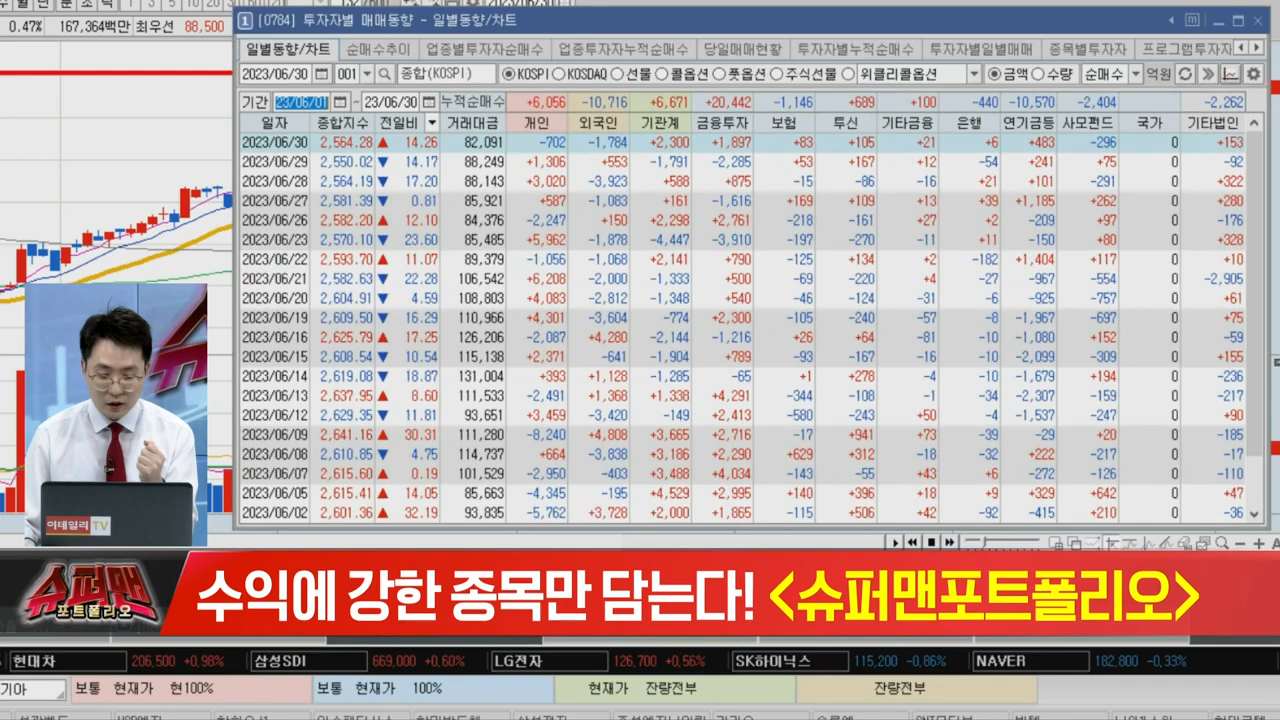 0.47% 167,364백만 최우선 88,500
1 [0784] 투자자별 매매동향 - 일별동향/차트
일별동향/차트 순매수추이 업종별투자자순매수 업종투자자누적순매수 당일매매현황 투자자별누적순매수 투자자별일별매매 종목별투자자 프로그램투자자
2023/06/30 001 종합(KOSPI) KOSPI KOSDAQ 선물 콜옵션 풋옵션 주식선물 위클리콜옵션 금액 수량 순매수 억원
기간 23/06/01 ~ 23/06/30 누적순매수 +6,056 -10,716 +6,671 +20,442 -1,146 +689 +100 -440 -10,570 -2,404 -2,262
일자 종합지수 전일비 ▼ 거래대금 개인 외국인 기관계 금융투자 보험 투신 기타금융 은행 연기금등 사모펀드 국가 기타법인
2023/06/30 2,564.28 ▲ 14.26 82,091 -702 -1,784 +2,300 +1,897 +83 +105 +21 +6 +483 -296 0 +153
2023/06/29 2,550.02 ▼ 14.17 88,249 +1,306 +553 -1,791 -2,285 +53 +167 +12 -54 +241 +75 0 -92
2023/06/28 2,564.19 ▼ 17.20 88,143 +3,020 -3,923 +588 +875 -15 -86 -16 +21 +101 -291 0 +322
2023/06/27 2,581.39 ▼ 0.81 85,921 +587 -1,083 +161 -1,616 +169 +109 +13 +39 +1,185 +262 0 +280
2023/06/26 2,582.20 ▲ 12.10 84,376 -2,247 +150 +2,298 +2,761 -218 -161 +27 +2 -209 +97 0 -176
2023/06/23 2,570.10 ▼ 23.60 85,485 +5,962 -1,878 -4,447 -3,910 -197 -270 -11 +11 -150 +80 0 +328
2023/06/22 2,593.70 ▲ 11.07 89,379 -1,056 -1,068 +2,141 +790 -125 +134 +2 -182 +1,404 +117 0 +10
2023/06/21 2,582.63 ▼ 22.28 106,542 +6,208 -2,000 -1,333 +500 -69 -220 +4 -27 -967 -554 0 -2,905
2023/06/20 2,604.91 ▼ 4.59 108,803 +4,083 -2,812 -1,348 +540 -46 -124 -31 -6 -925 -757 0 +61
2023/06/19 2,609.50 ▼ 16.29 110,966 +4,301 -3,604 -774 +2,300 -105 -240 -57 -8 -1,967 -697 0 +75
2023/06/16 2,625.79 ▲ 17.25 126,206 -2,087 +4,280 -2,144 -1,216 +26 +64 -81 -10 -1,080 +152 0 -59
2023/06/15 2,608.54 ▼ 10.54 115,138 +2,371 -641 -1,904 +789 -93 -167 -16 -10 -2,099 -309 0 +155
2023/06/14 2,619.08 ▼ 18.87 131,004 +393 +1,128 -1,285 -65 +1 +278 -4 -10 -1,679 +194 0 -236
2023/06/13 2,637.95 ▲ 8.60 111,533 -2,491 +1,368 +1,338 +4,291 -344 -108 -1 -34 -2,307 -159 0 -217
2023/06/12 2,629.35 ▼ 11.81 93,651 +3,459 -3,420 -149 +2,413 -580 -243 +50 -4 -1,537 -247 0 +90
2023/06/09 2,641.16 ▲ 30.31 111,280 -8,240 +4,808 +3,665 +2,716 -17 +941 +73 -39 -29 +20 0 -185
2023/06/08 2,610.85 ▼ 4.75 114,737 +664 -3,838 +3,186 +2,290 +629 +312 -18 -32 +222 -217 0 -17
2023/06/07 2,615.60 ▲ 0.19 101,529 -2,950 -403 +3,488 +4,034 -143 -55 +43 +6 -272 -126 0 -110
2023/06/05 2,615.41 ▲ 14.05 85,663 -4,345 -195 +4,529 +2,995 +140 +396 +18 +9 +329 +642 0 +47
2023/06/02 2,601.36 ▲ 32.19 93,835 -5,762 +3,728 +2,000 +1,865 -115 +506 +42 -92 -415 +210 0 -36
이데일리 TV
슈퍼맨
포트폴리오
수익에 강한 종목만 담는다! <슈퍼맨포트폴리오>
현대차 206,500 +0,98% 삼성SDI 669,000 +0,60% LG전자 126,700 +0,56% SK하이닉스 115,200 -0,86% NAVER 182,800 -0,33%
기아 보통 현재가 현100% 보통 현재가 100% 현재가 잔량전부 잔량전부